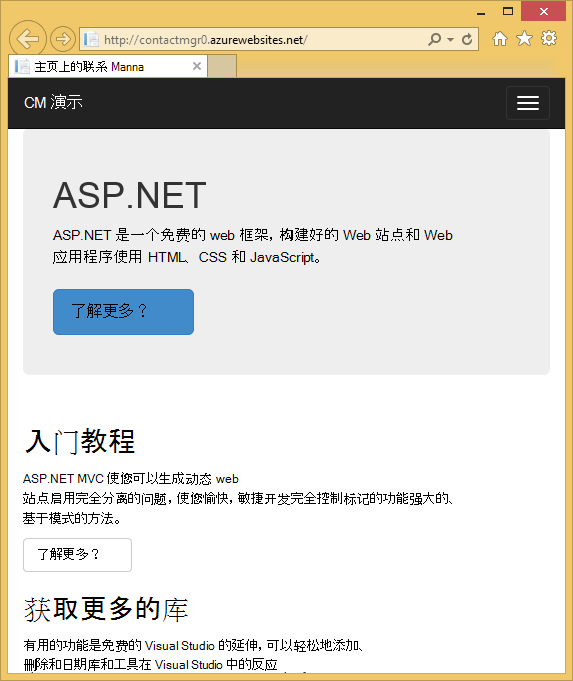 http://contactmgr0.azurewebsites.net/
主页上的联系 Manna
CM 演示
ASP.NET
ASP.NET 是一个免费的 web 框架, 构建好的 Web 站点和 Web
应用程序使用 HTML、CSS 和 JavaScript。
了解更多？
入门教程
ASP.NET MVC 使您可以生成动态 web
站点启用完全分离的问题, 使您愉快, 敏捷开发完全控制标记的功能强大的、
基于模式的方法。
了解更多？
获取更多的库
有用的功能是免费的 Visual Studio 的延伸, 可以轻松地添加、
删除和日期库和工具在 Visual Studio 中的反应